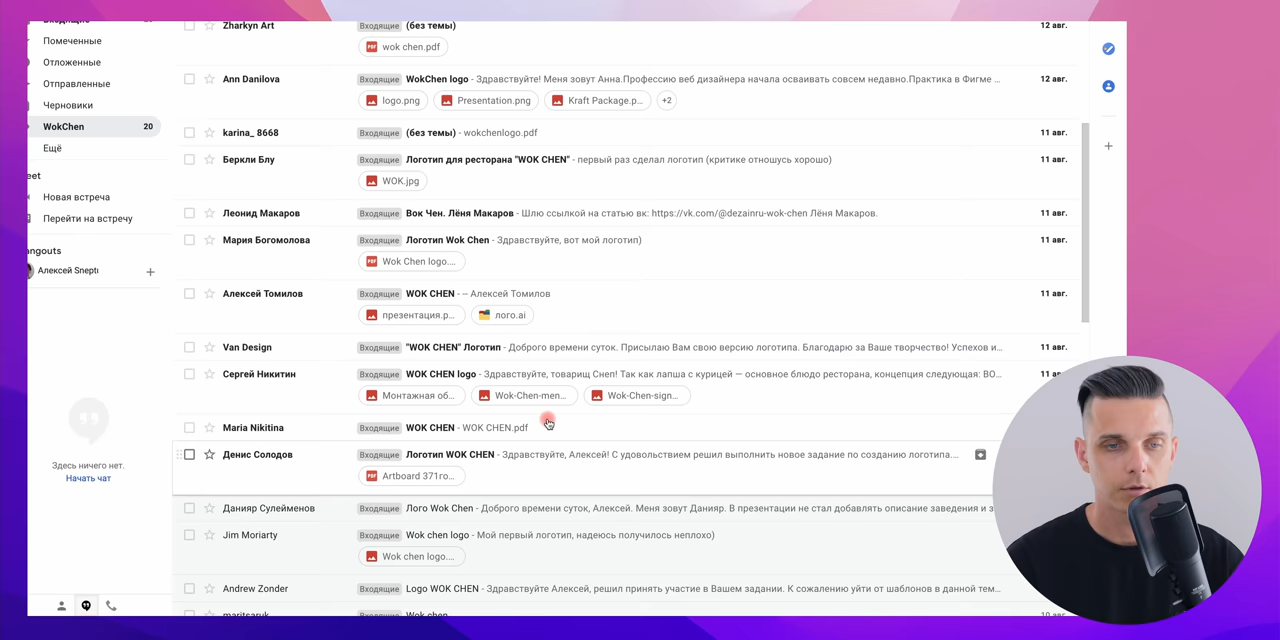 Входящие 20
Помеченные
Отложенные
Отправленные
Черновики
WokChen 20
Ещё
eet
Новая встреча
Перейти на встречу
angouts
Алексей Snepti
Здесь ничего нет.
Начать чат
Zharkyn Art Входящие (без темы) 12 авг.
wok chen.pdf
Ann Danilova Входящие WokChen logo - Здравствуйте! Меня зовут Анна.Профессию веб дизайнера начала осваивать совсем недавно.Практика в Фигме … 12 авг.
logo.png Presentation.png Kraft Package.p... +2
karina_ 8668 Входящие (без темы) - wokchenlogo.pdf 11 авг.
Беркли Блу Входящие Логотип для ресторана "WOK CHEN" - первый раз сделал логотип (критике отношусь хорошо) 11 авг.
WOK.jpg
Леонид Макаров Входящие Вок Чен. Лёня Макаров - Шлю ссылкой на статью вк: https://vk.com/@dezainru-wok-chen Лёня Макаров. 11 авг.
Мария Богомолова Входящие Логотип Wok Chen - Здравствуйте, вот мой логотип) 11 авг.
Wok Chen logo....
Алексей Томилов Входящие WOK CHEN - -- Алексей Томилов 11 авг.
презентация.p... лого.ai
Van Design Входящие "WOK CHEN" Логотип - Доброго времени суток. Присылаю Вам свою версию логотипа. Благодарю за Ваше творчество! Успехов и… 11 авг.
Сергей Никитин Входящие WOK CHEN logo - Здравствуйте, товарищ Снеп! Так как лапша с курицей — основное блюдо ресторана, концепция следующая: ВО…
Монтажная об... Wok-Chen-men... Wok-Chen-sign...
Maria Nikitina Входящие WOK CHEN - WOK CHEN.pdf
Денис Солодов Входящие Логотип WOK CHEN - Здравствуйте, Алексей! С удовольствием решил выполнить новое задание по созданию логотипа.…
Artboard 371ro...
Данияр Сулейменов Входящие Лого Wok Chen - Доброго времени суток, Алексей. Меня зовут Данияр. В презентации не стал добавлять описание заведения и з
Jim Moriarty Входящие Wok chen logo - Мой первый логотип, надеюсь получилось неплохо)
Wok chen logo....
Andrew Zonder Входящие Logo WOK CHEN - Здравствуйте Алексей, решил принять участие в Вашем задании. К сожалению уйти от шаблонов в данной тем…
Wok chen